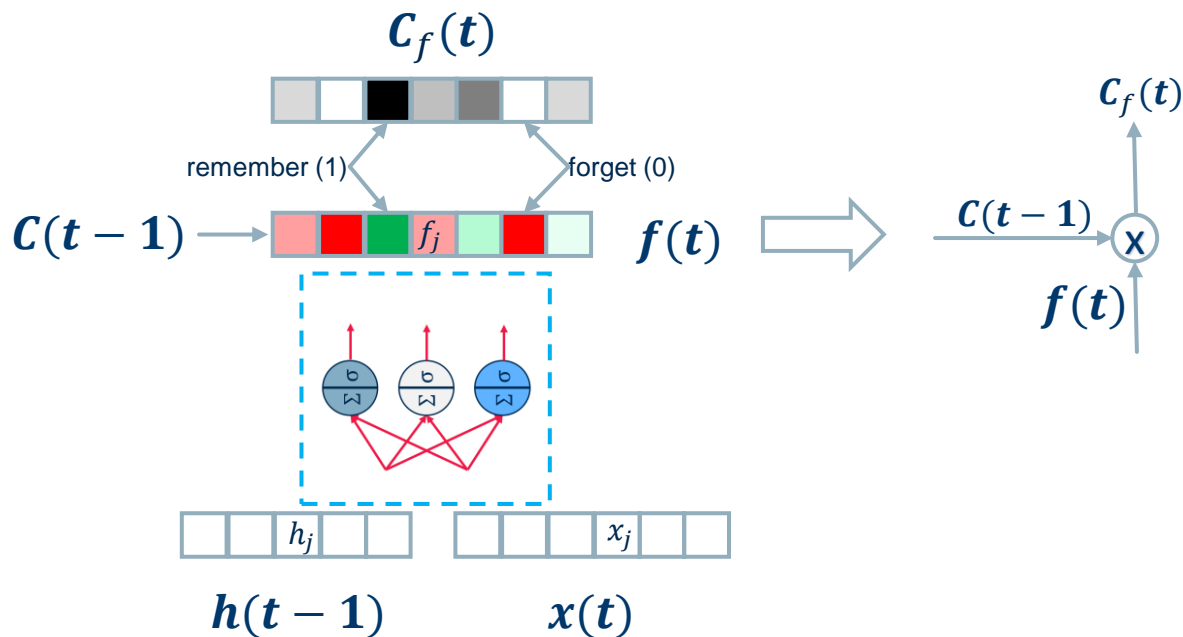 C_f(t)
C_f(t)
remember (1)
forget (0)
C(t − 1)
f_j
f(t)
C(t − 1)
X
f(t)
Σ σ
Σ σ
Σ σ
h_j
x_j
h(t − 1)
x(t)